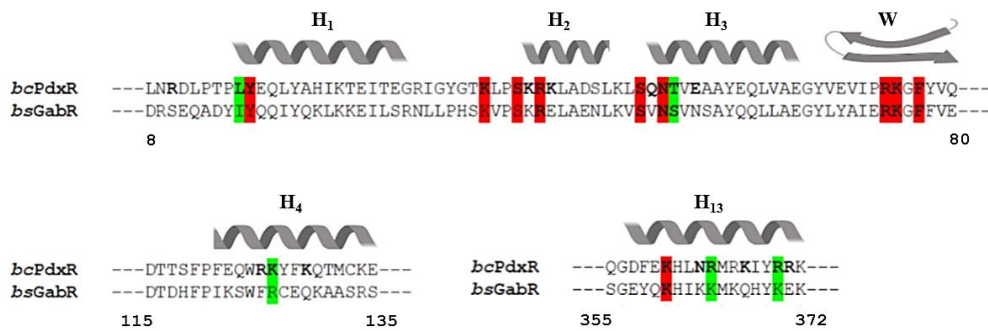 H1 H2 H3 W
bcPdxR ---LNRDLPTPLYEQLYAHIKTEITEGRIGYGTKLPSKRKLADSLKLSQNTVEAAYEQLVAEGYVEVIPRKGFYVQ---
bsGabR ---DRSEQADYIYQQIYQKLKKEILSRNLLPHSKVPSKRELAENLKVSVNSVNSAYQQLLAEGYLYAIERKGFFVE---
8 80
H4
bcPdxR ---DTTSFPFEQWRKYFKQTMCKE---
bsGabR ---DTDHFPIKSWFRCEQKAASRS---
115 135
H13
bcPdxR ---QGDFEKHLNRMRKIYRRK---
bsGabR ---SGEYQKHIKKMKQHYKEK---
355 372